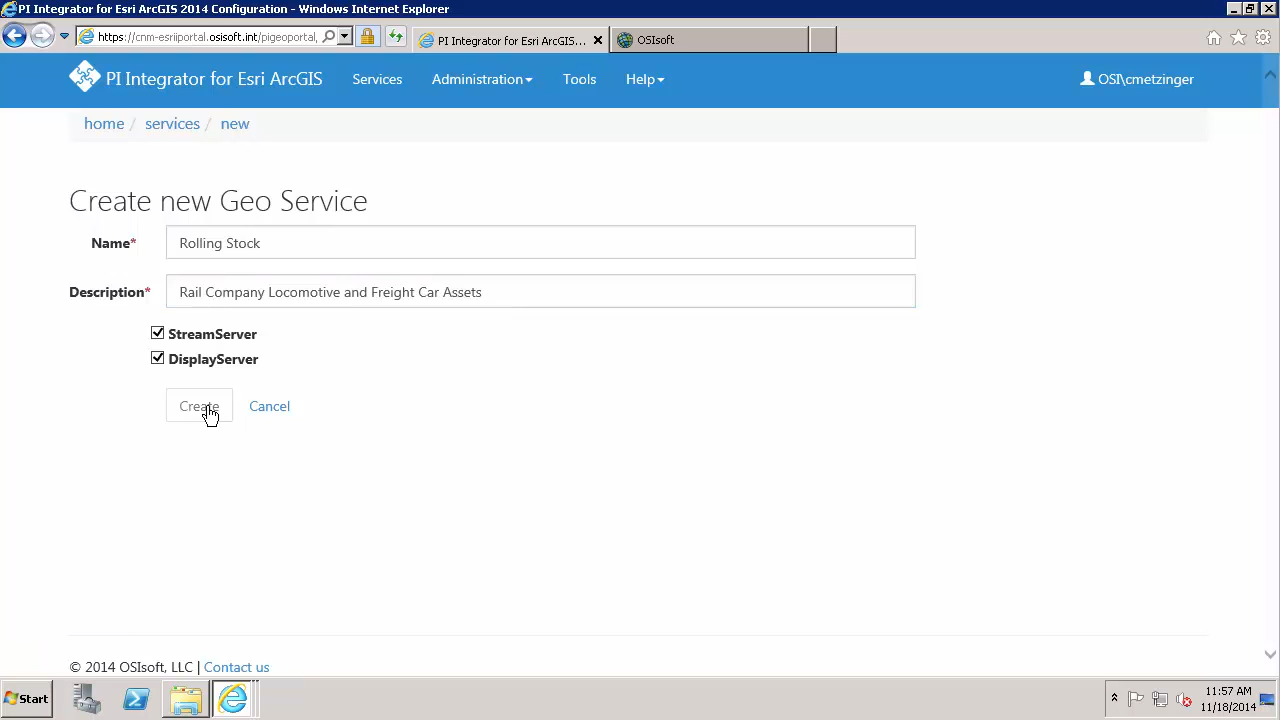 PI Integrator for Esri ArcGIS 2014 Configuration - Windows Internet Explorer
https://cnm-esriiportal.osisoft.int/pigeoportal,
PI Integrator for Esri ArcGIS...
OSIsoft
PI Integrator for Esri ArcGIS Services Administration Tools Help OSI\cmetzinger
home / services / new
Create new Geo Service
Name* Rolling Stock
Description* Rail Company Locomotive and Freight Car Assets
StreamServer
DisplayServer
Create Cancel
© 2014 OSIsoft, LLC | Contact us
Start
11:57 AM
11/18/2014